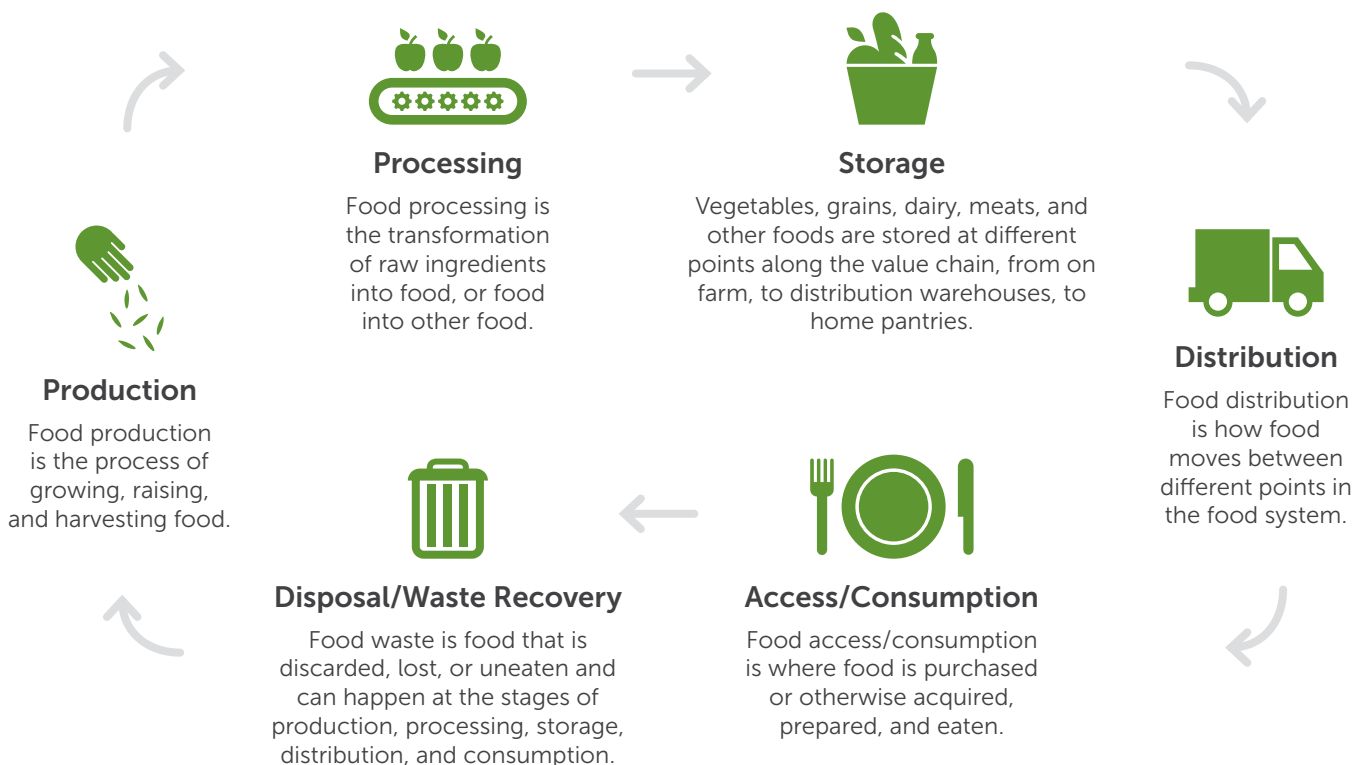 Processing
Food processing is
the transformation
of raw ingredients
into food, or food
into other food.
Storage
Vegetables, grains, dairy, meats, and
other foods are stored at different
points along the value chain, from on
farm, to distribution warehouses, to
home pantries.
Distribution
Food distribution
is how food
moves between
different points in
the food system.
Access/Consumption
Food access/consumption
is where food is purchased
or otherwise acquired,
prepared, and eaten.
Disposal/Waste Recovery
Food waste is food that is
discarded, lost, or uneaten and
can happen at the stages of
production, processing, storage,
distribution, and consumption.
Production
Food production
is the process of
growing, raising,
and harvesting food.